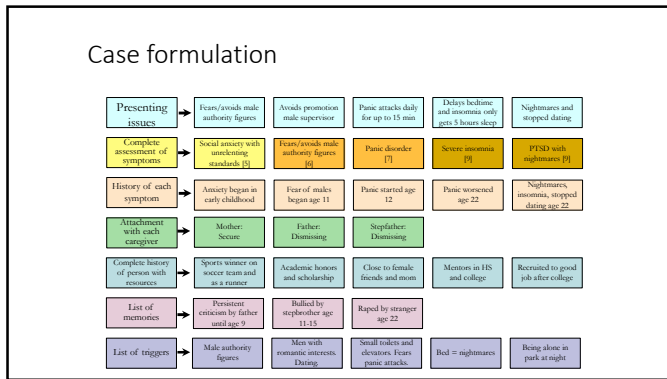 Case formulation
Presenting
issues
Fears/avoids male
authority figures
Avoids promotion
male supervisor
Panic attacks daily
for up to 15 min
Delays bedtime
and insomnia only
gets 5 hours sleep
Nightmares and
stopped dating
Complete
assessment of
symptoms
Social anxiety with
unrelenting
standards [5]
Fears/avoids male
authority figures
[6]
Panic disorder
[7]
Severe insomnia
[9]
PTSD with
nightmares [9]
History of each
symptom
Anxiety began in
early childhood
Fear of males
began age 11
Panic started age
12
Panic worsened
age 22
Nightmares,
insomnia, stopped
dating age 22
Attachment with
each caregiver
Mother:
Secure
Father:
Dismissing
Stepfather:
Dismissing
Complete history
of person with
resources
Sports winner on
soccer team and
as a runner
Academic honors
and scholarship
Close to female
friends and mom
Mentors in HS
and college
Recruited to good
job after college
List of
memories
Persistent
criticism by father
until age 9
Bullied by
stepbrother age
11-15
Raped by stranger
age 22
List of triggers
Male authority
figures
Men with
romantic interests.
Dating.
Small toilets and
elevators. Fears
panic attacks.
Bed = nightmares
Being alone in
park at night